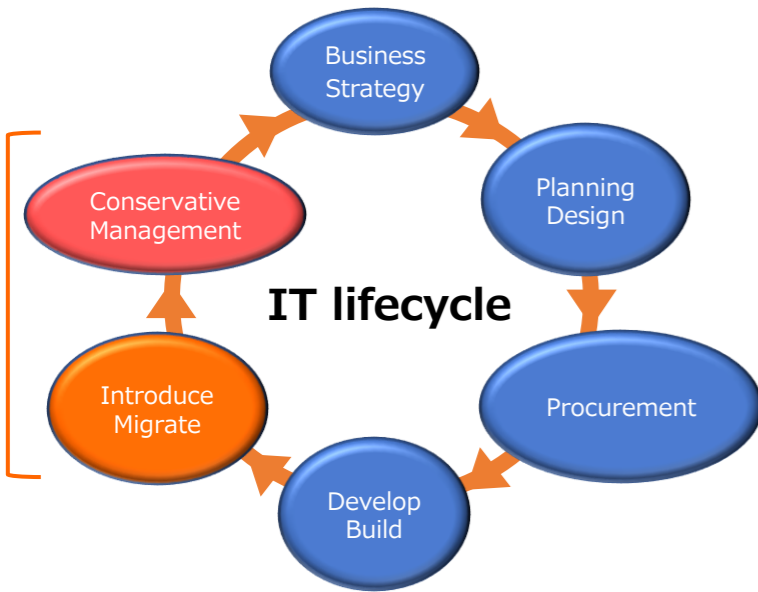 Business
Strategy
Planning
Design
Procurement
Develop
Build
Introduce
Migrate
Conservative
Management
IT lifecycle